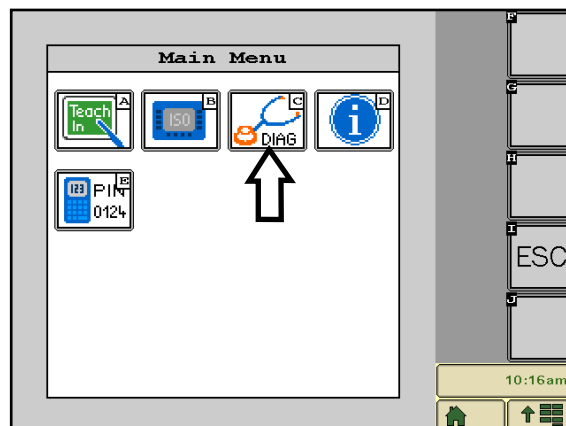 Main Menu
F
Teach In
A
ISO
B
DIAG
C
i
D
G
123
PIN
0124
E
H
I
ESC
J
10:16am